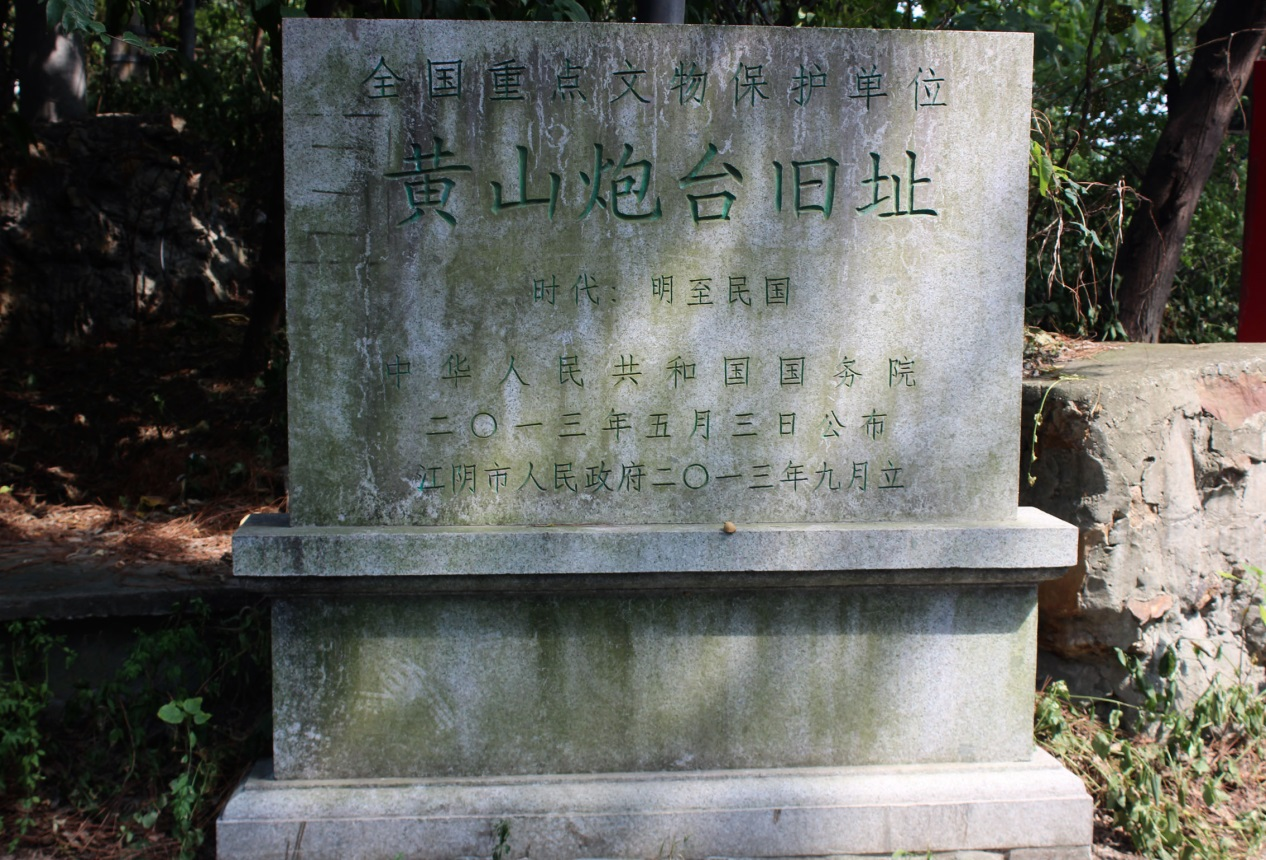 全国重点文物保护单位
黄山炮台旧址
时代：明至民国
中华人民共和国国务院
二〇一三年五月三日公布
江阴市人民政府二〇一三年九月立